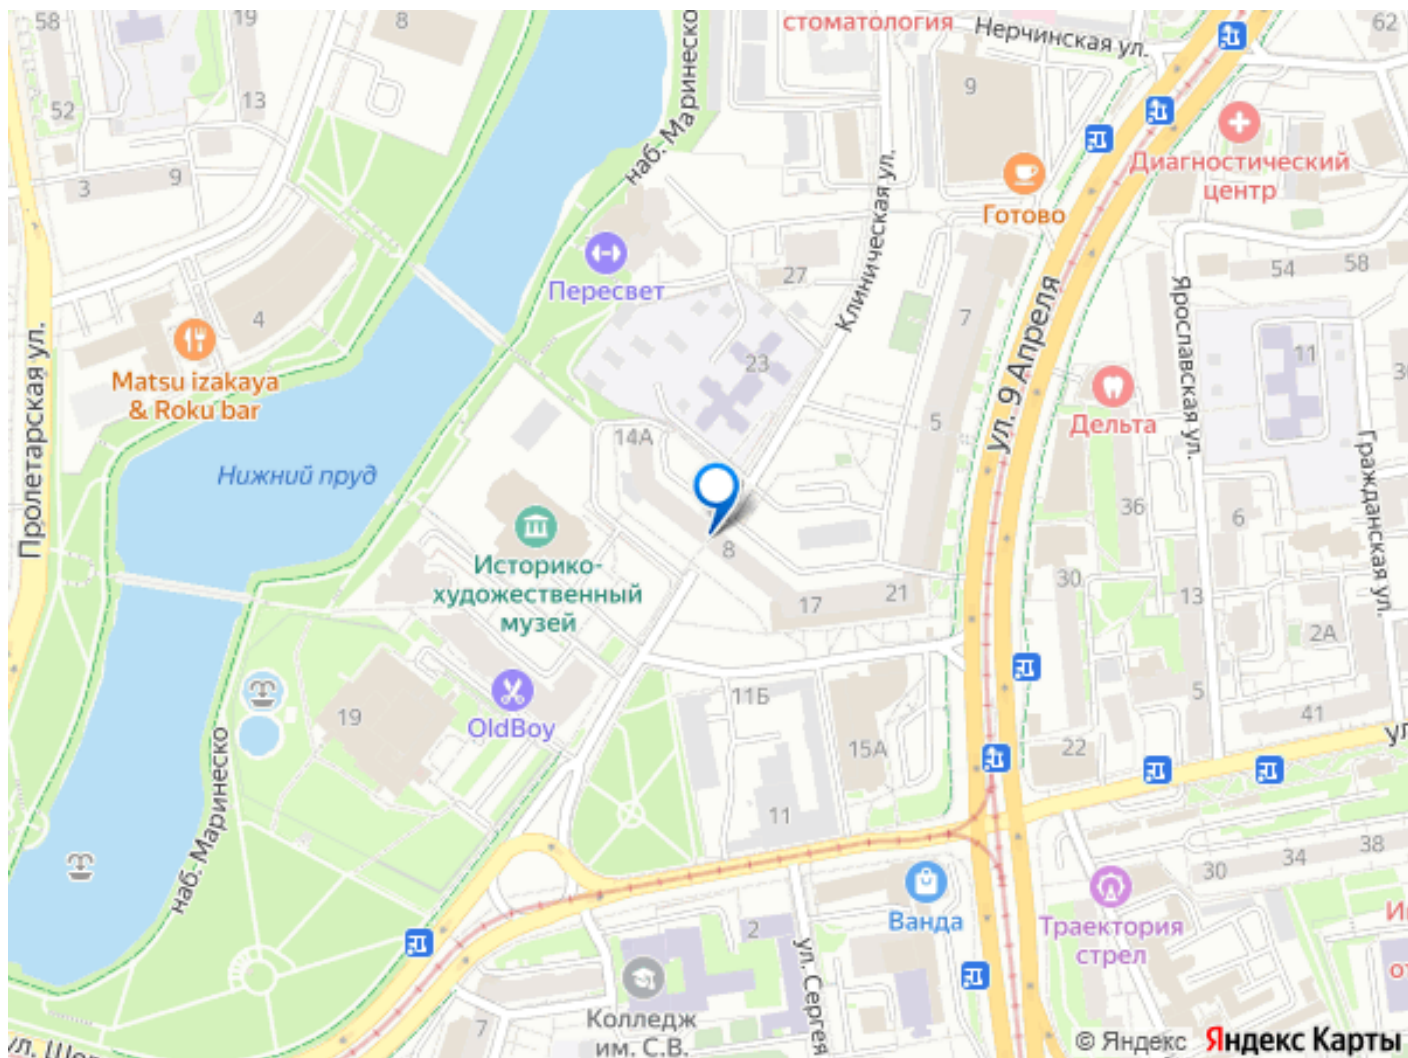 58
19
8
стоматология
Нерчинская ул.
62
52
13
9
наб. Маринеско
3
9
Диагностический
центр
Готово
Клиническая ул.
Пересвет
27
54
58
4
7
ул. 9 Апреля
Ярославская ул.
Пролетарская ул.
Matsu izakaya
& Roku bar
23
11
Дельта
5
14А
Гражданская ул.
Нижний пруд
36
6
8
Историко-
художественный
музей
30
13
17
21
2А
11Б
5
OldBoy
19
15А
22
41
наб. Маринеско
11
30
34
38
Ванда
Траектория
стрел
2
ул. Сергея
Колледж
им. С.В.
7
© Яндекс Яндекс Карты